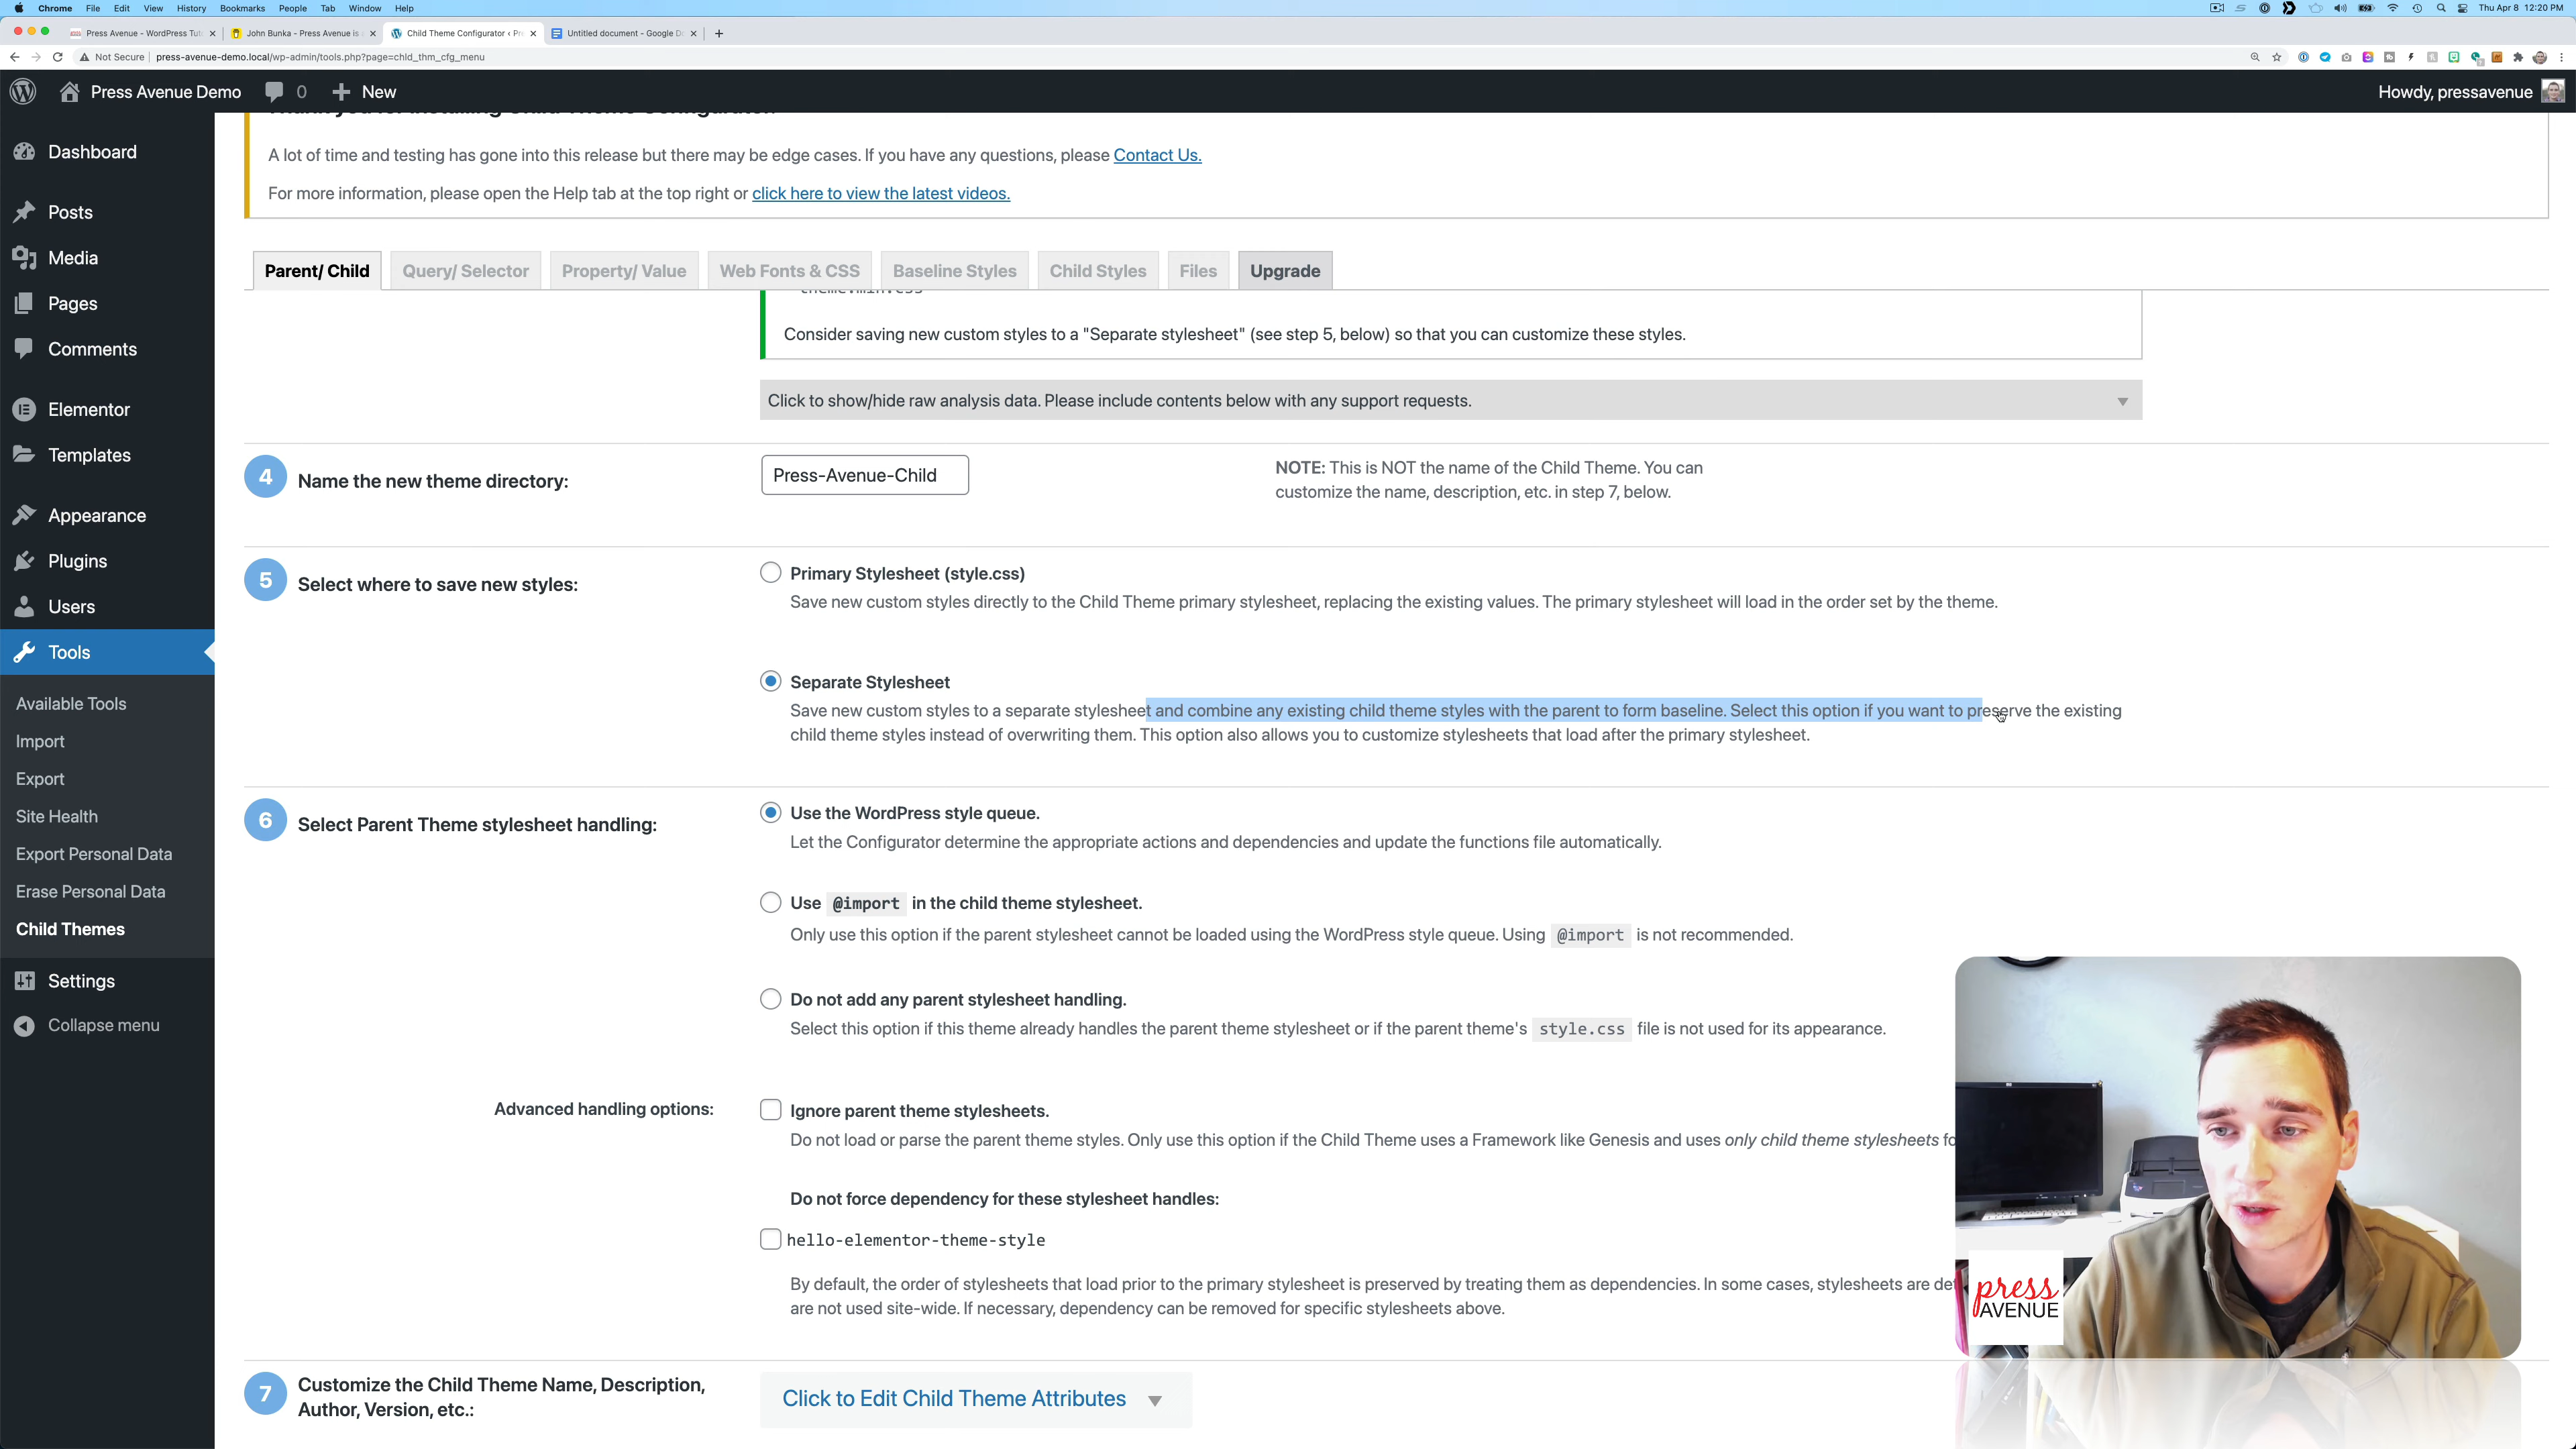 Chrome File Edit View History Bookmarks People Tab Window Help
Thu Apr 8 12:20 PM
Press Avenue - WordPress Tut
John Bunka - Press Avenue is
Child Theme Configurator ‹ Pr
Untitled document - Google D
Not Secure press-avenue-demo.local/wp-admin/tools.php?page=chld_thm_cfg_menu
Press Avenue Demo 0 New
Howdy, pressavenue
Dashboard
Posts
Media
Pages
Comments
Elementor
Templates
Appearance
Plugins
Users
Tools
Available Tools
Import
Export
Site Health
Export Personal Data
Erase Personal Data
Child Themes
Settings
Collapse menu
Thank you for installing Child Theme Configurator.
A lot of time and testing has gone into this release but there may be edge cases. If you have any questions, please Contact Us.
For more information, please open the Help tab at the top right or click here to view the latest videos.
Parent/ Child Query/ Selector Property/ Value Web Fonts & CSS Baseline Styles Child Styles Files Upgrade
theme.min.css
Consider saving new custom styles to a "Separate stylesheet" (see step 5, below) so that you can customize these styles.
Click to show/hide raw analysis data. Please include contents below with any support requests.
4 Name the new theme directory:
Press-Avenue-Child
NOTE: This is NOT the name of the Child Theme. You can
customize the name, description, etc. in step 7, below.
5 Select where to save new styles:
Primary Stylesheet (style.css)
Save new custom styles directly to the Child Theme primary stylesheet, replacing the existing values. The primary stylesheet will load in the order set by the theme.
Separate Stylesheet
Save new custom styles to a separate stylesheet and combine any existing child theme styles with the parent to form baseline. Select this option if you want to preserve the existing
child theme styles instead of overwriting them. This option also allows you to customize stylesheets that load after the primary stylesheet.
6 Select Parent Theme stylesheet handling:
Use the WordPress style queue.
Let the Configurator determine the appropriate actions and dependencies and update the functions file automatically.
Use @import in the child theme stylesheet.
Only use this option if the parent stylesheet cannot be loaded using the WordPress style queue. Using @import is not recommended.
Do not add any parent stylesheet handling.
Select this option if this theme already handles the parent theme stylesheet or if the parent theme's style.css file is not used for its appearance.
Advanced handling options:
Ignore parent theme stylesheets.
Do not load or parse the parent theme styles. Only use this option if the Child Theme uses a Framework like Genesis and uses only child theme stylesheets fo
Do not force dependency for these stylesheet handles:
hello-elementor-theme-style
By default, the order of stylesheets that load prior to the primary stylesheet is preserved by treating them as dependencies. In some cases, stylesheets are de
are not used site-wide. If necessary, dependency can be removed for specific stylesheets above.
7 Customize the Child Theme Name, Description,
Author, Version, etc.:
Click to Edit Child Theme Attributes
press
AVENUE